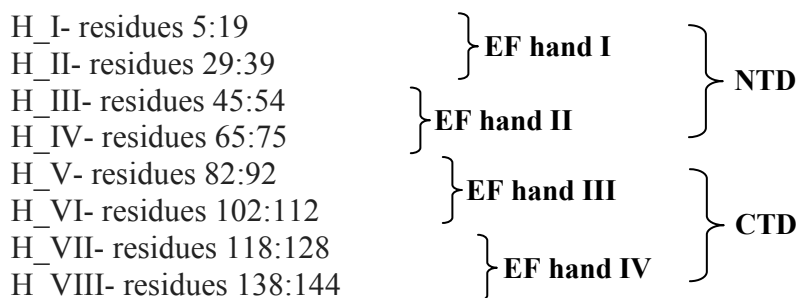 H_I- residues 5:19
EF hand I
H_II- residues 29:39
NTD
H_III- residues 45:54
EF hand II
H_IV- residues 65:75
H_V- residues 82:92
EF hand III
H_VI- residues 102:112
CTD
H_VII- residues 118:128
EF hand IV
H_VIII- residues 138:144